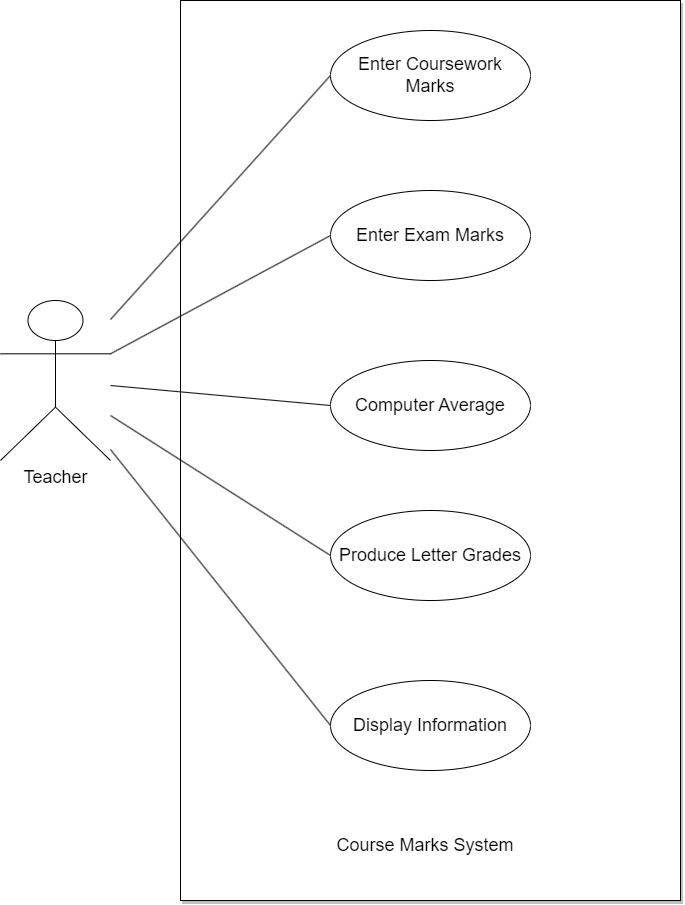 Enter Coursework
Marks
Enter Exam Marks
Computer Average
Teacher
Produce Letter Grades
Display Information
Course Marks System